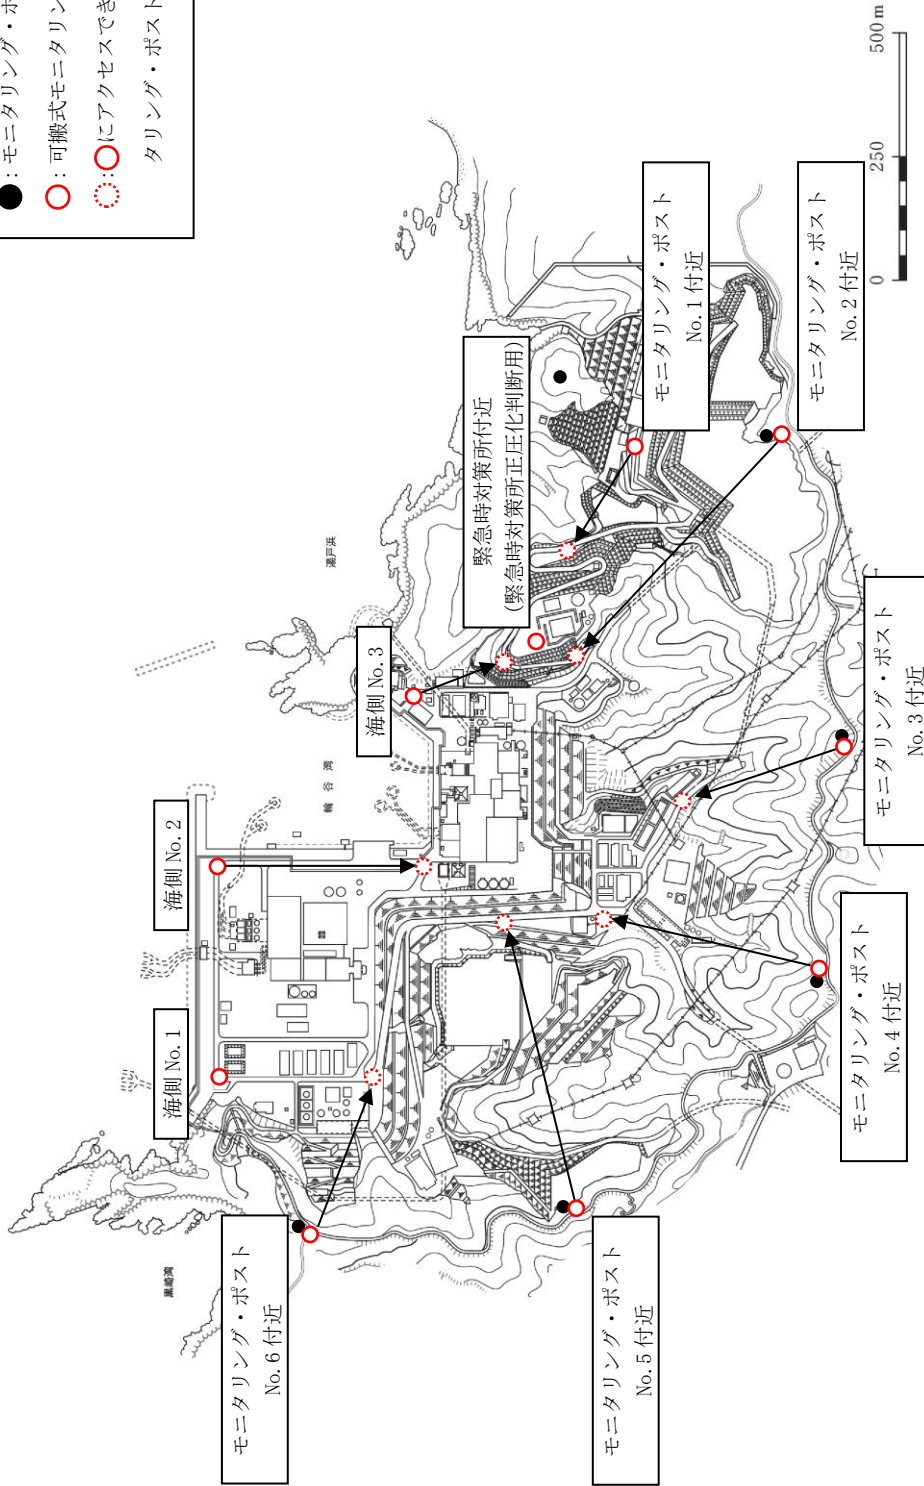 ●：モニタリング・ポ
：可搬式モニタリン
：にアクセスでき
タリング・ポスト
モニタリング・ポスト
No.6 付近
海側 No.1
海側 No.2
海側 No.3
緊急時対策所付近
(緊急時対策所正圧化判断用)
モニタリング・ポスト
No.1 付近
モニタリング・ポスト
No.2 付近
モニタリング・ポスト
No.5 付近
モニタリング・ポスト
No.4 付近
モニタリング・ポスト
No.3 付近
輪谷湾
0
250
500m